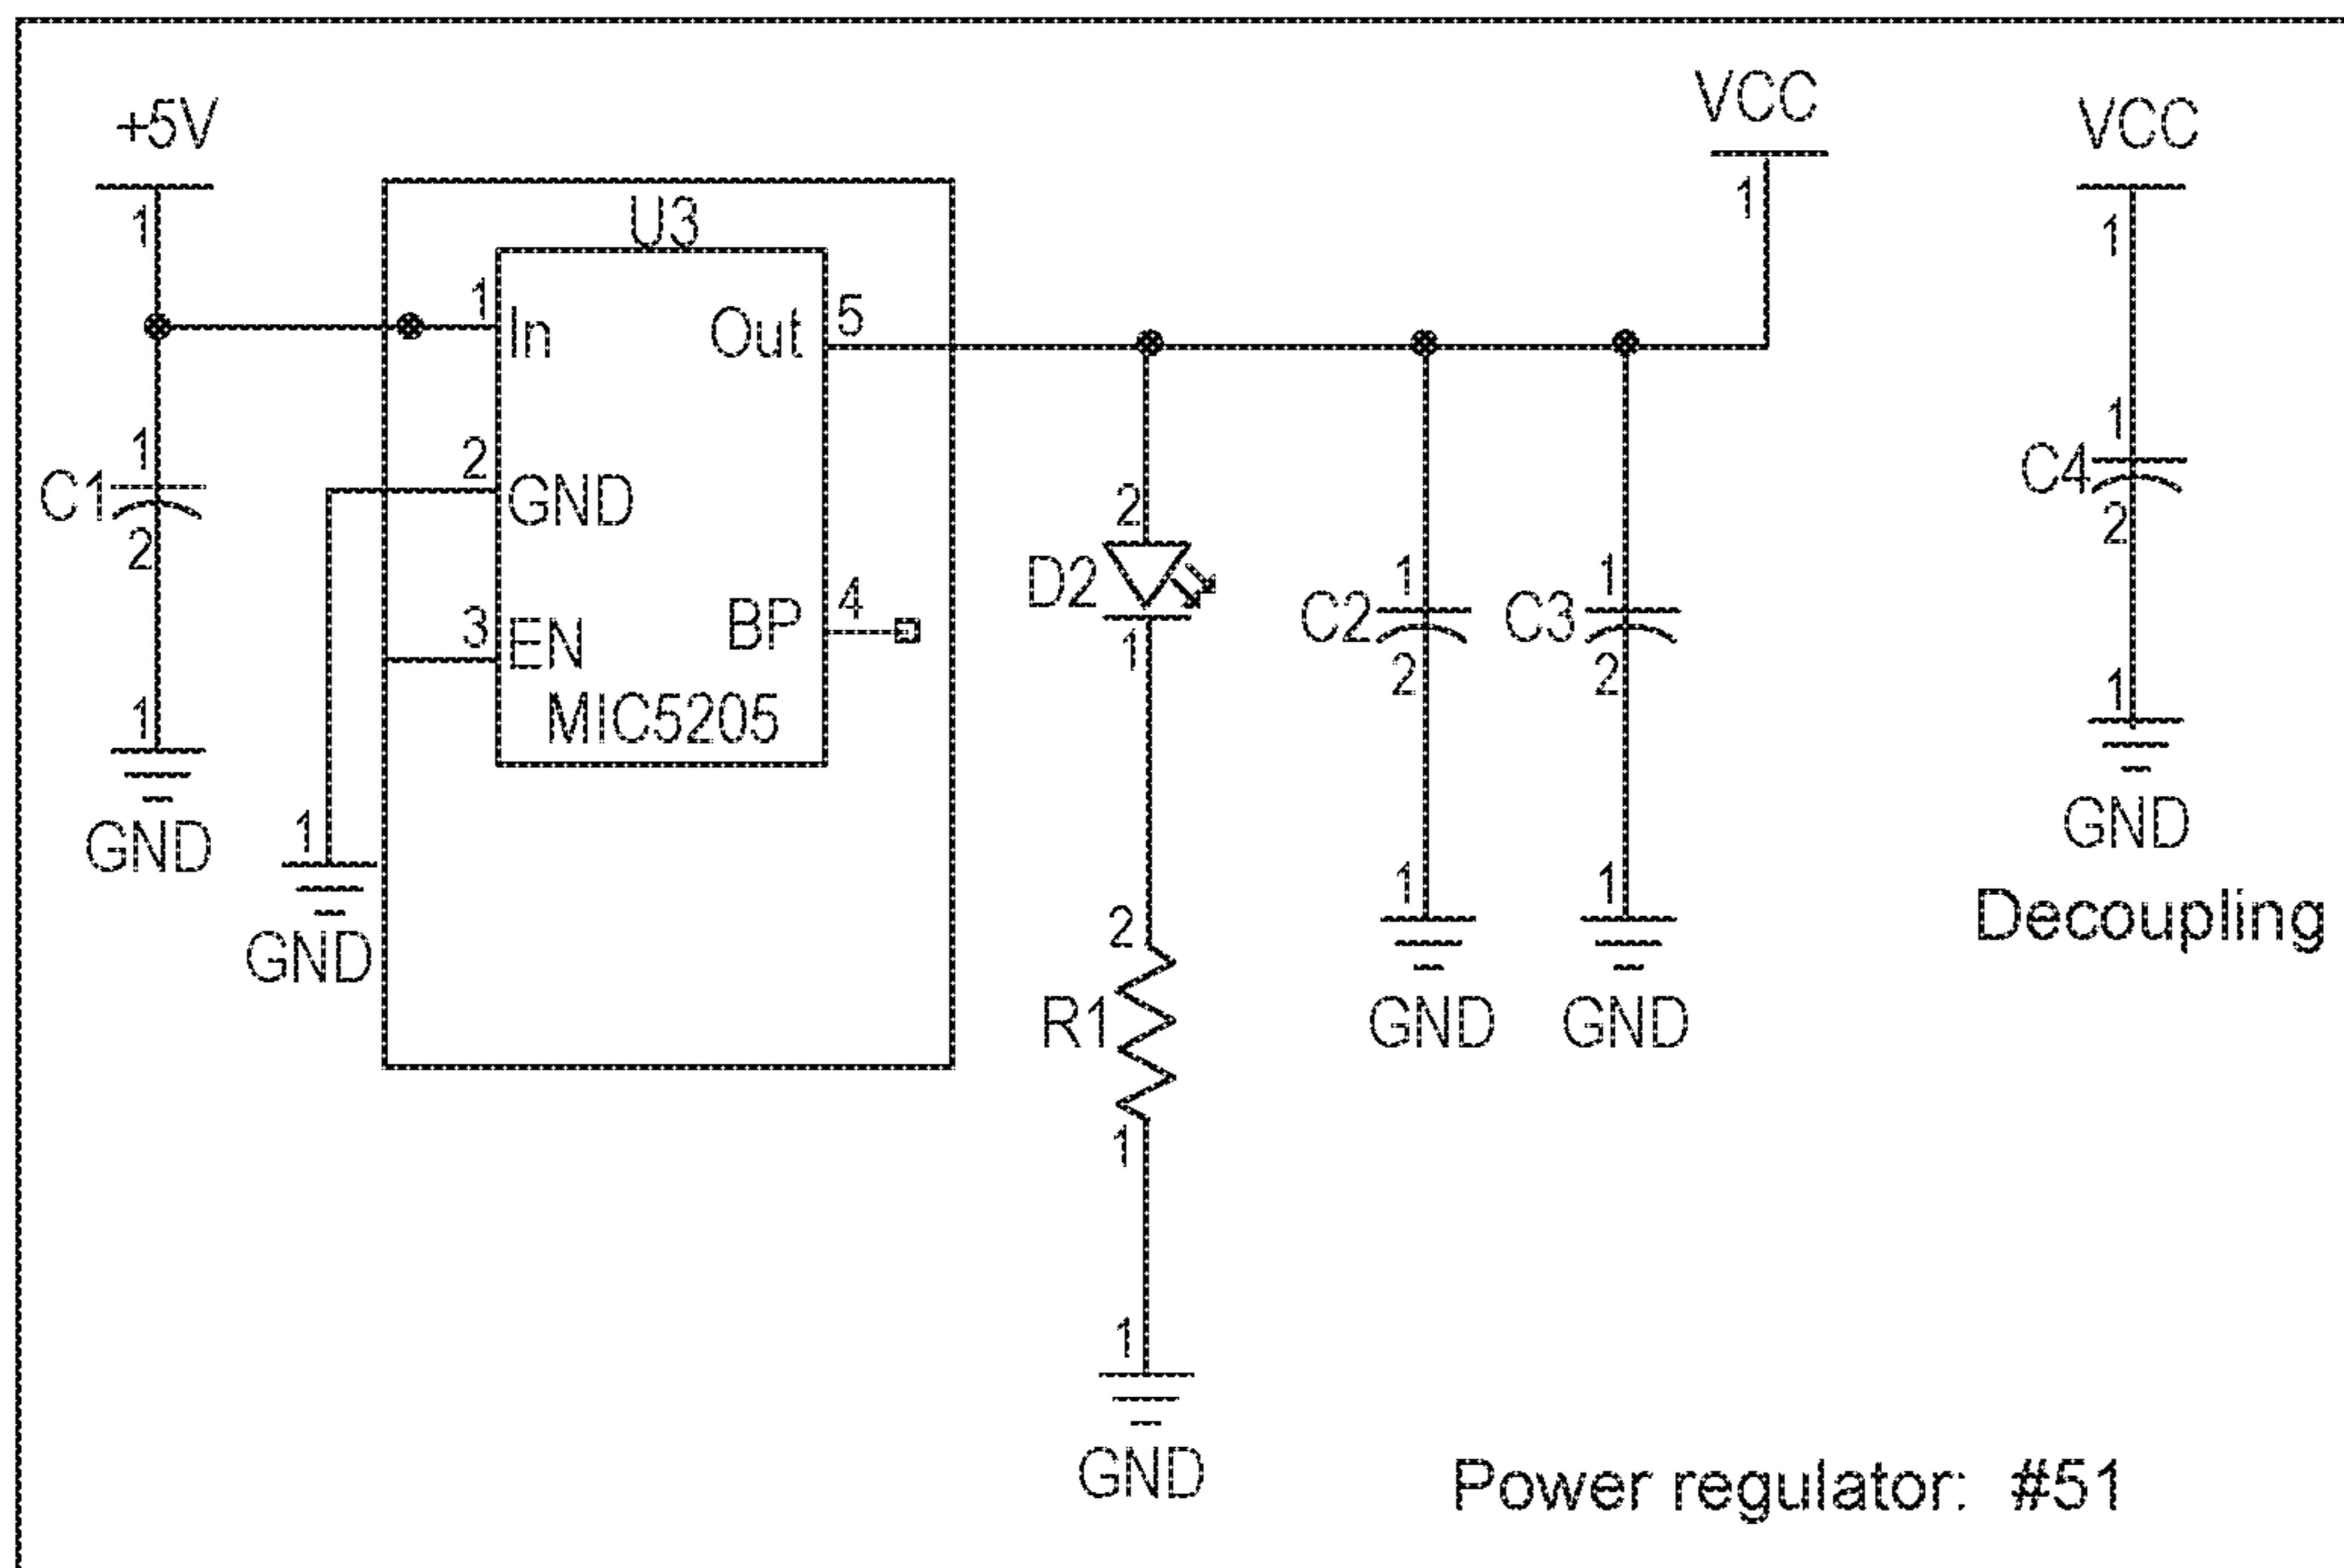 +5V
VCC
VCC
1
1
1
U3
1
In
Out
5
1
C1
2
2
GND
3
EN
BP
4
MIC5205
2
D2
1
1
C2
2
1
C3
2
1
C4
2
1
GND
1
GND
2
R1
1
1
GND
1
GND
1
GND
1
GND
Decoupling
Power regulator: #51